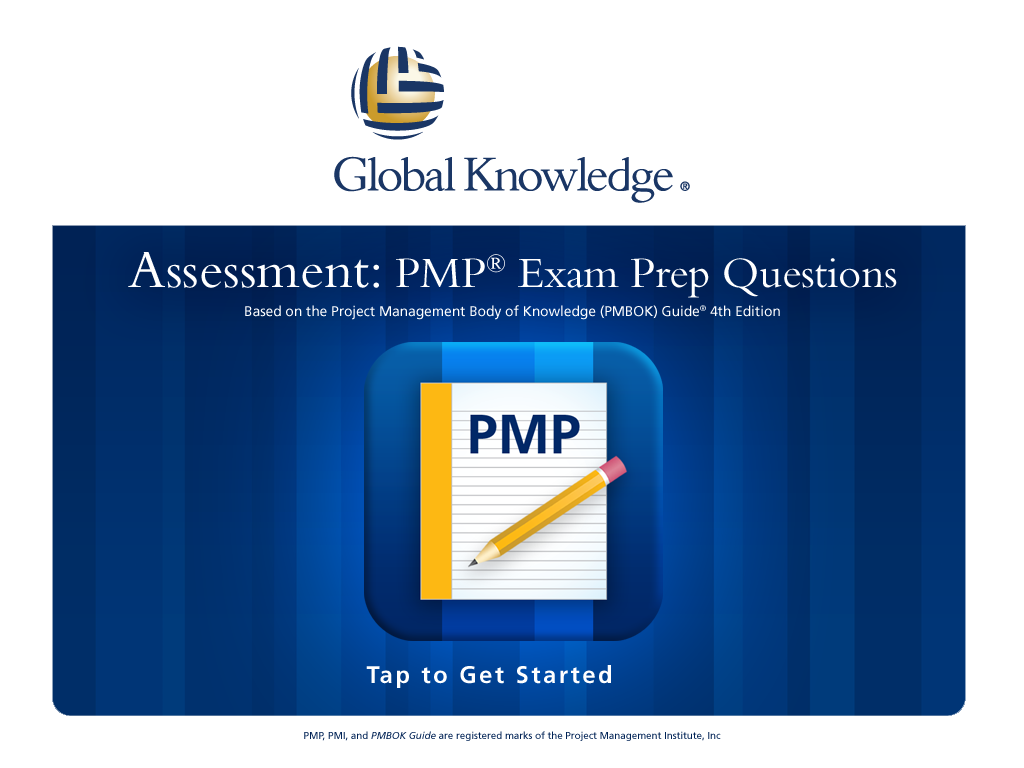 Global Knowledge ®
Assessment: PMP® Exam Prep Questions
Based on the Project Management Body of Knowledge (PMBOK) Guide® 4th Edition
PMP
Tap to Get Started
PMP, PMI, and PMBOK Guide are registered marks of the Project Management Institute, Inc